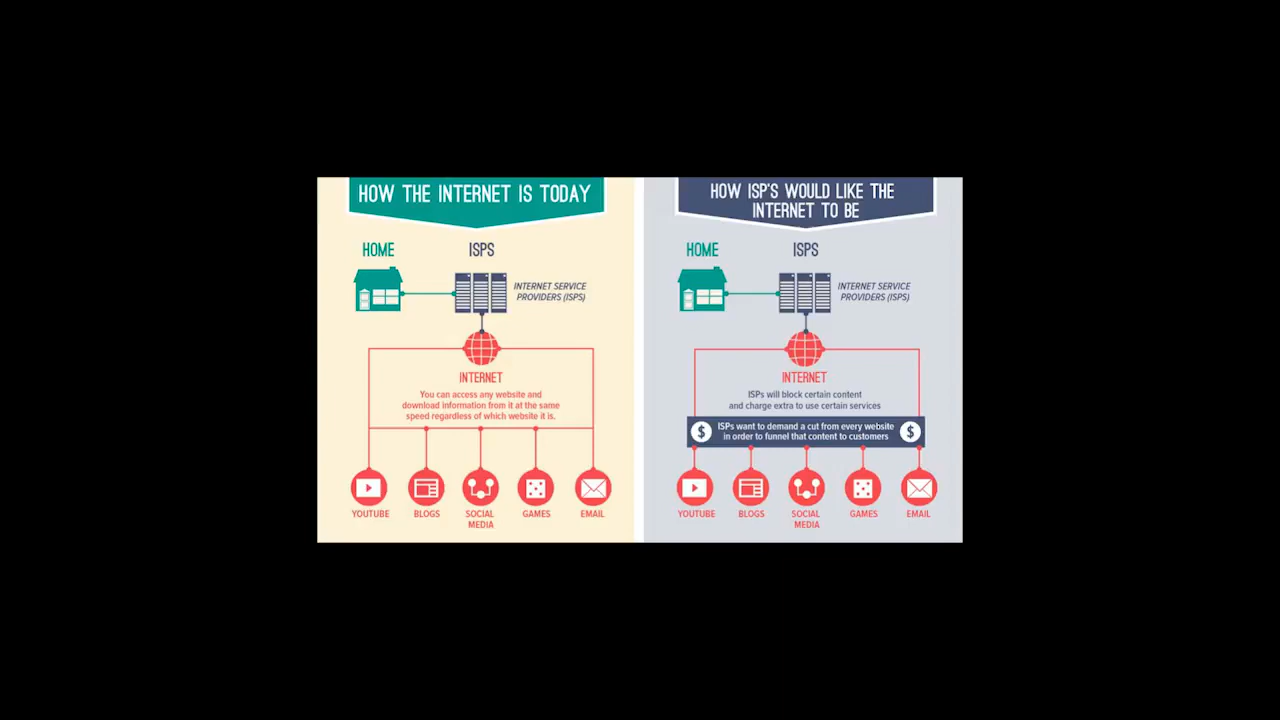 HOW THE INTERNET IS TODAY
HOME
ISPS
INTERNET SERVICE
PROVIDERS (ISPS)
INTERNET
You can access any website and
download information from it at the same
speed regardless of which website it is.
YOUTUBE
BLOGS
SOCIAL
MEDIA
GAMES
EMAIL
HOW ISP'S WOULD LIKE THE
INTERNET TO BE
HOME
ISPS
INTERNET SERVICE
PROVIDERS (ISPS)
INTERNET
ISPs will block certain content
and charge extra to use certain services
$
ISPs want to demand a cut from every website
in order to funnel that content to customers
$
YOUTUBE
BLOGS
SOCIAL
MEDIA
GAMES
EMAIL